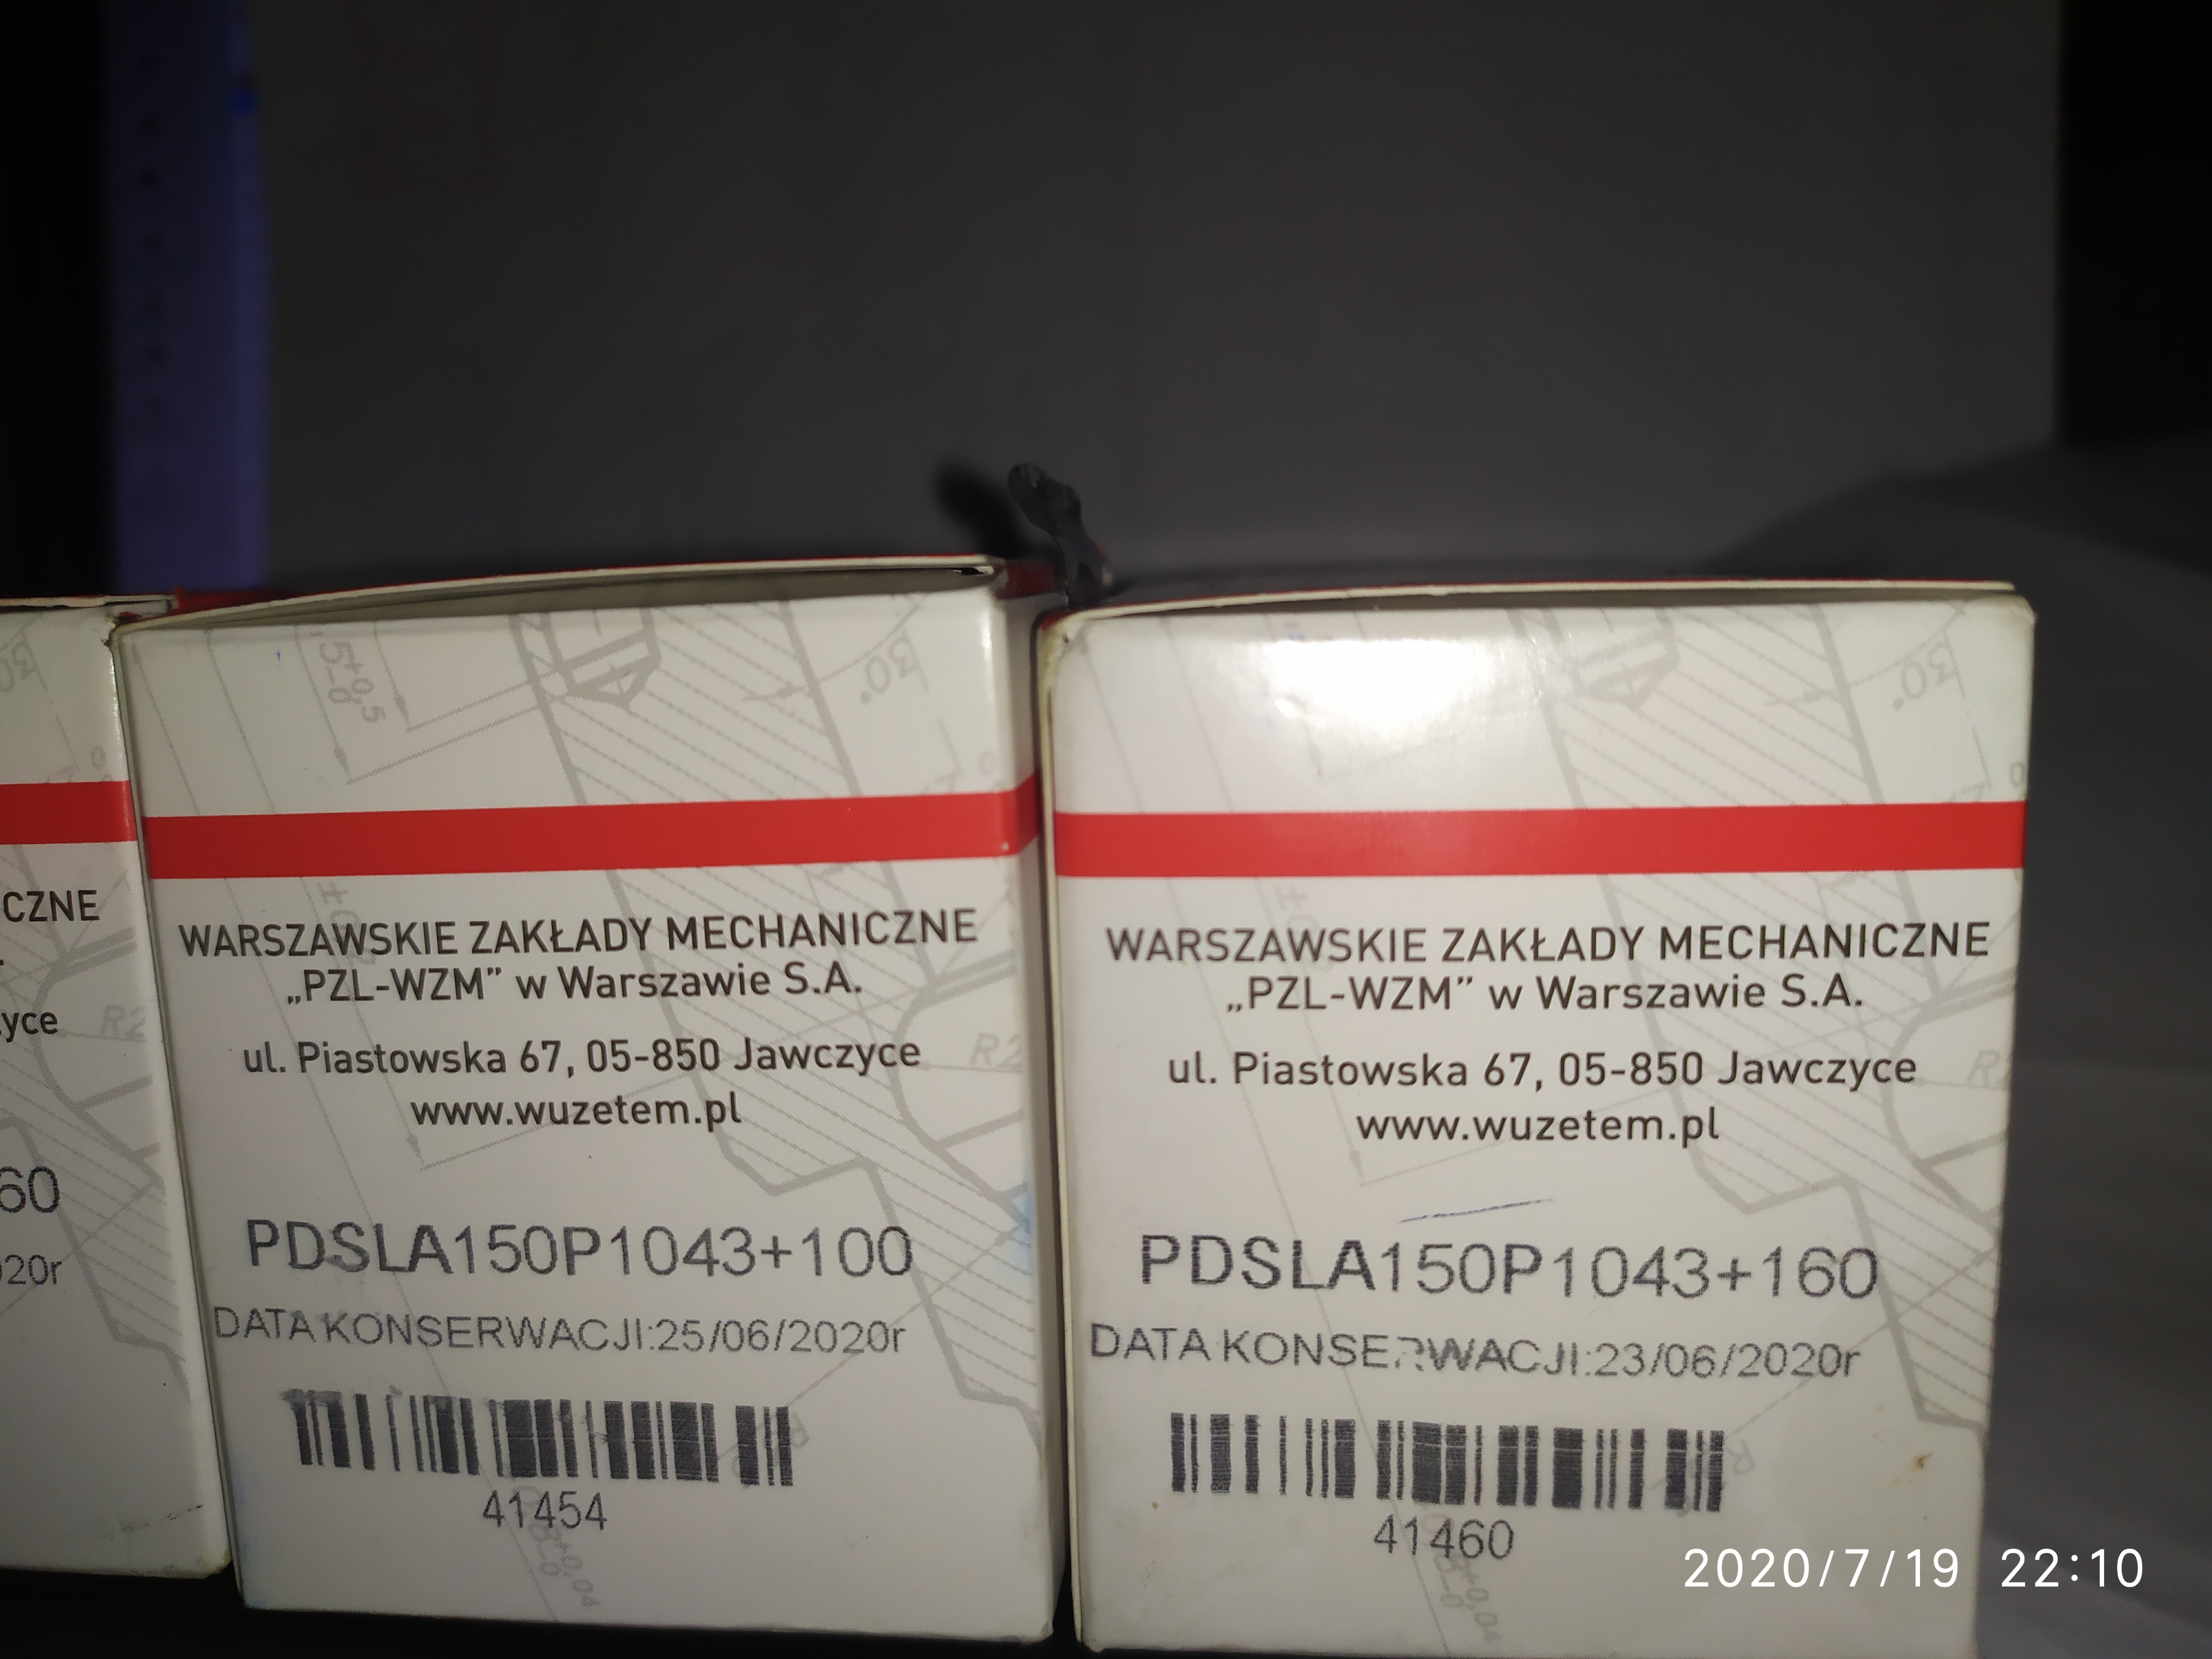 CZNE
yce
60
20r
WARSZAWSKIE ZAKŁADY MECHANICZNE
„PZL-WZM” w Warszawie S.A.
ul. Piastowska 67, 05-850 Jawczyce
www.wuzetem.pl
PDSLA150P1043+100
DATA KONSERWACJI:25/06/2020r
41454
WARSZAWSKIE ZAKŁADY MECHANICZNE
„PZL-WZM” w Warszawie S.A.
ul. Piastowska 67, 05-850 Jawczyce
www.wuzetem.pl
PDSLA150P1043+160
DATA KONSERWACJI:23/06/2020r
41460
2020/7/19 22:10